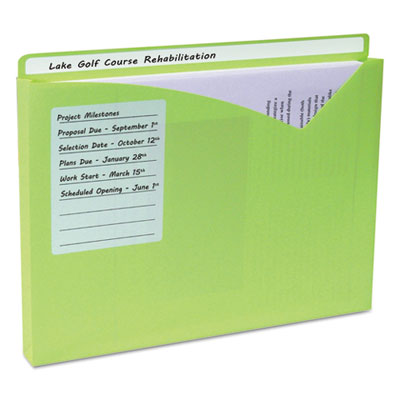 Lake Golf Course Rehabilitation
Project Milestones
Proposal Due - September 1st
Selection Date - October 12th
Plans Due - January 28th
Work Start - March 15th
Scheduled Opening - June 1st